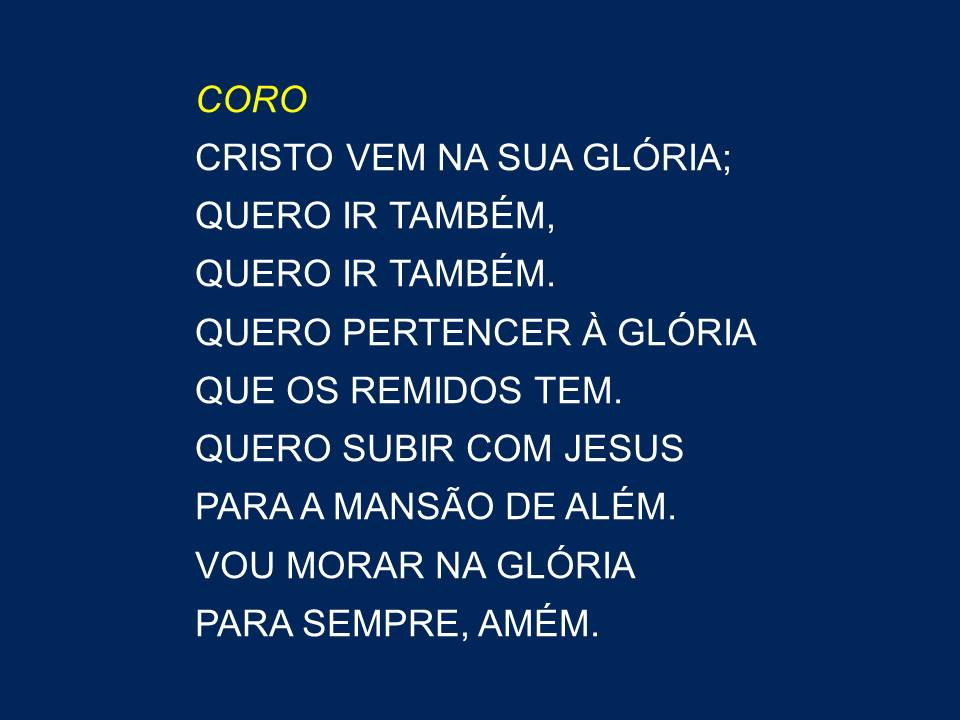 CORO
CRISTO VEM NA SUA GLÓRIA;
QUERO IR TAMBÉM,
QUERO IR TAMBÉM.
QUERO PERTENCER À GLÓRIA
QUE OS REMIDOS TEM.
QUERO SUBIR COM JESUS
PARA A MANSÃO DE ALÉM.
VOU MORAR NA GLÓRIA
PARA SEMPRE, AMÉM.